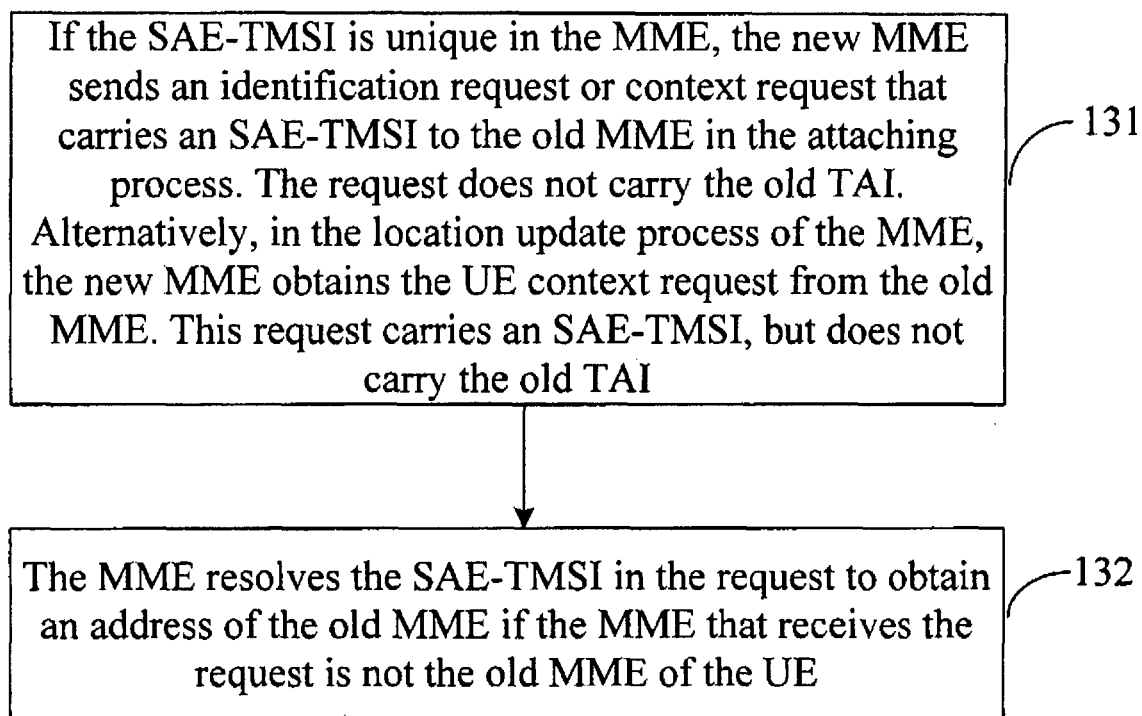 If the SAE-TMSI is unique in the MME, the new MME
sends an identification request or context request that
carries an SAE-TMSI to the old MME in the attaching
process. The request does not carry the old TAI.
Alternatively, in the location update process of the MME,
the new MME obtains the UE context request from the old
MME. This request carries an SAE-TMSI, but does not
carry the old TAI
131
The MME resolves the SAE-TMSI in the request to obtain
an address of the old MME if the MME that receives the
request is not the old MME of the UE
132